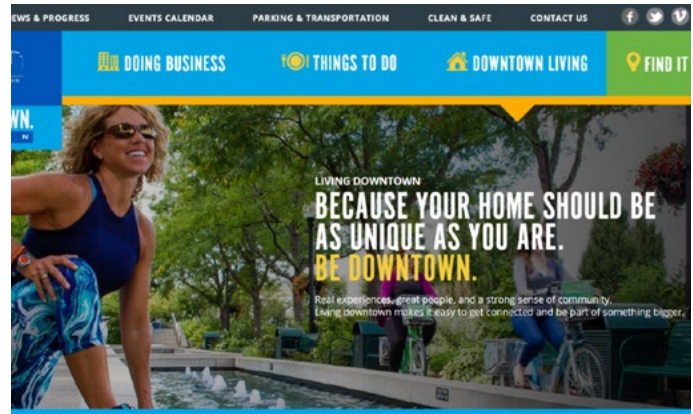 EWS & PROGRESS EVENTS CALENDAR PARKING & TRANSPORTATION CLEAN & SAFE CONTACT US
DOING BUSINESS THINGS TO DO DOWNTOWN LIVING FIND IT
WN.
N
LIVING DOWNTOWN
BECAUSE YOUR HOME SHOULD BE
AS UNIQUE AS YOU ARE.
BE DOWNTOWN.
Real experiences, great people, and a strong sense of community.
Living downtown makes it easy to get connected and be part of something bigger.